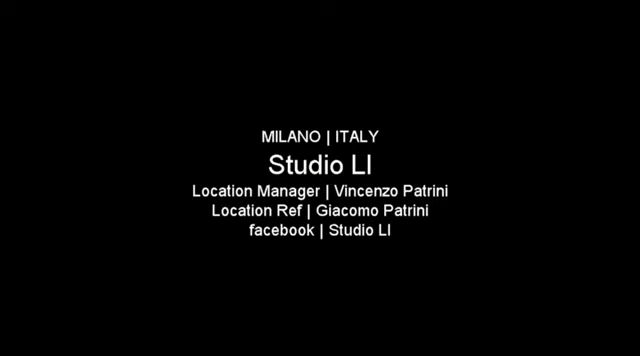 MILANO | ITALY
Studio LI
Location Manager | Vincenzo Patrini
Location Ref | Giacomo Patrini
facebook | Studio LI